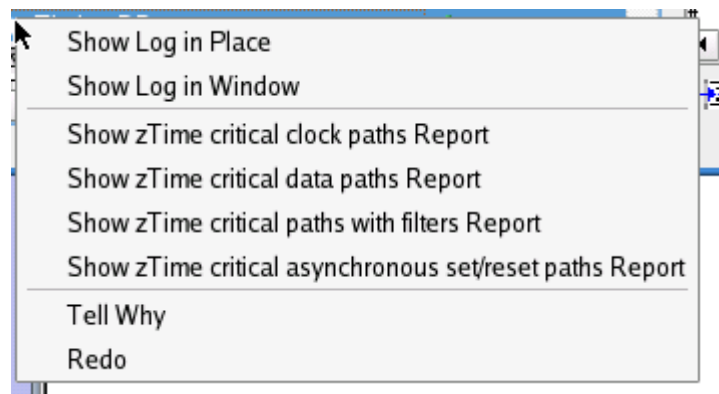 Show Log in Place
Show Log in Window
Show zTime critical clock paths Report
Show zTime critical data paths Report
Show zTime critical paths with filters Report
Show zTime critical asynchronous set/reset paths Report
Tell Why
Redo